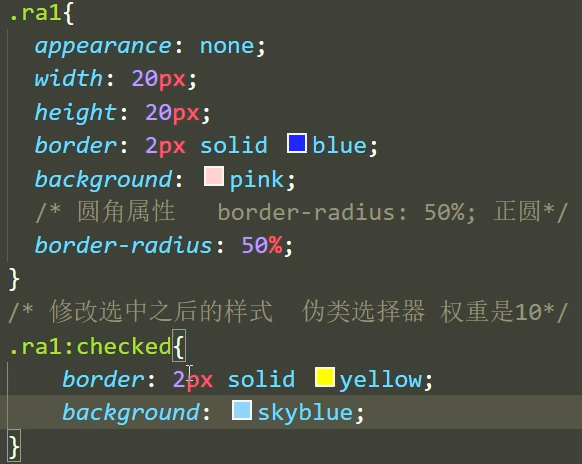 .ra1{
appearance: none;
width: 20px;
height: 20px;
border: 2px solid blue;
background: pink;
/* 圆角属性 border-radius: 50%; 正圆*/
border-radius: 50%;
}
/* 修改选中之后的样式 伪类选择器 权重是10*/
.ra1:checked{
border: 2px solid yellow;
background: skyblue;
}